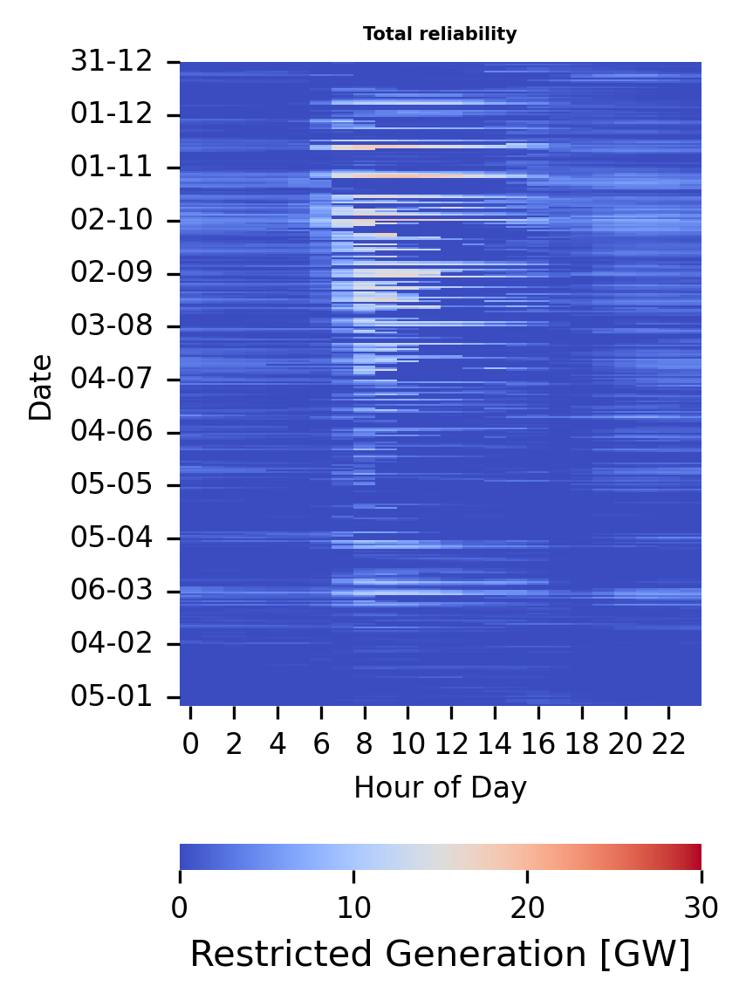 Total reliability
31-12
01-12
01-11
02-10
02-09
03-08
04-07
04-06
05-05
05-04
06-03
04-02
05-01
Date
0 2 4 6 8 10 12 14 16 18 20 22
Hour of Day
0 10 20 30
Restricted Generation [GW]